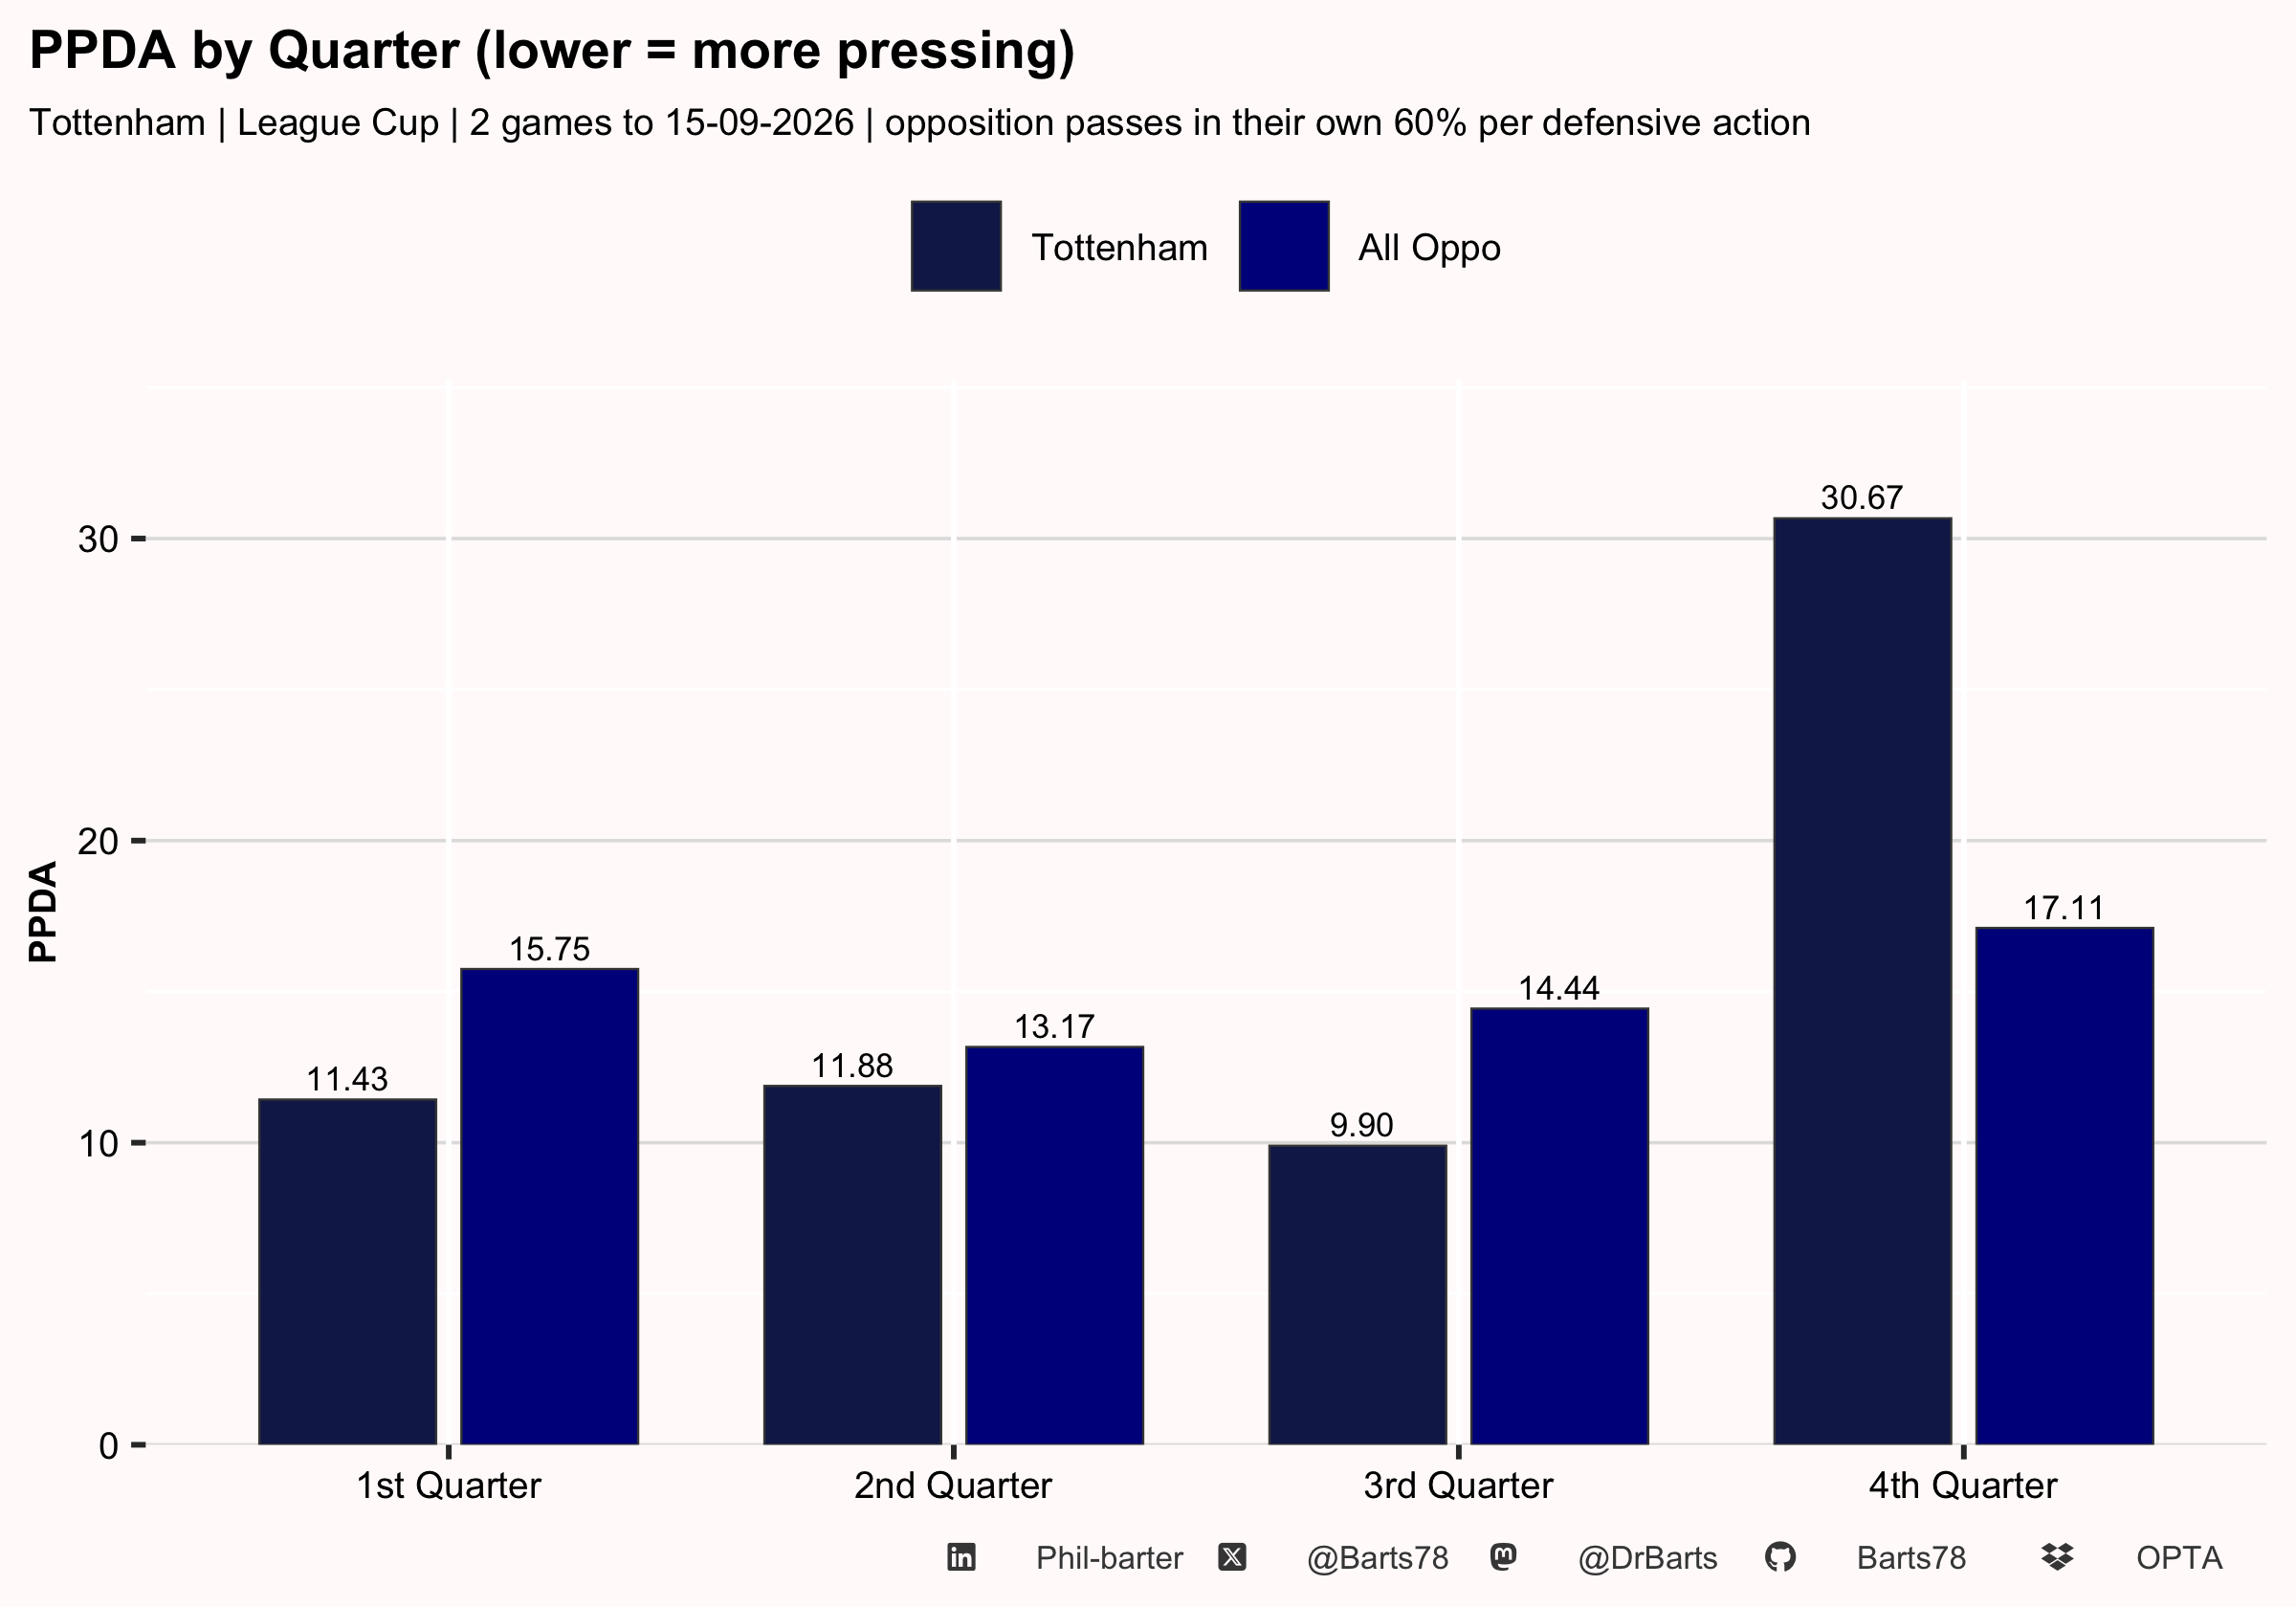 PPDA by Quarter (lower = more pressing)
Tottenham | League Cup | 2 games to 15-09-2026 | opposition passes in their own 60% per defensive action
Tottenham All Oppo
PPDA
30
20
10
0
30.67
17.11
15.75
14.44
13.17
11.88
11.43
9.90
1st Quarter 2nd Quarter 3rd Quarter 4th Quarter
Phil-barter @Barts78 @DrBarts Barts78 OPTA